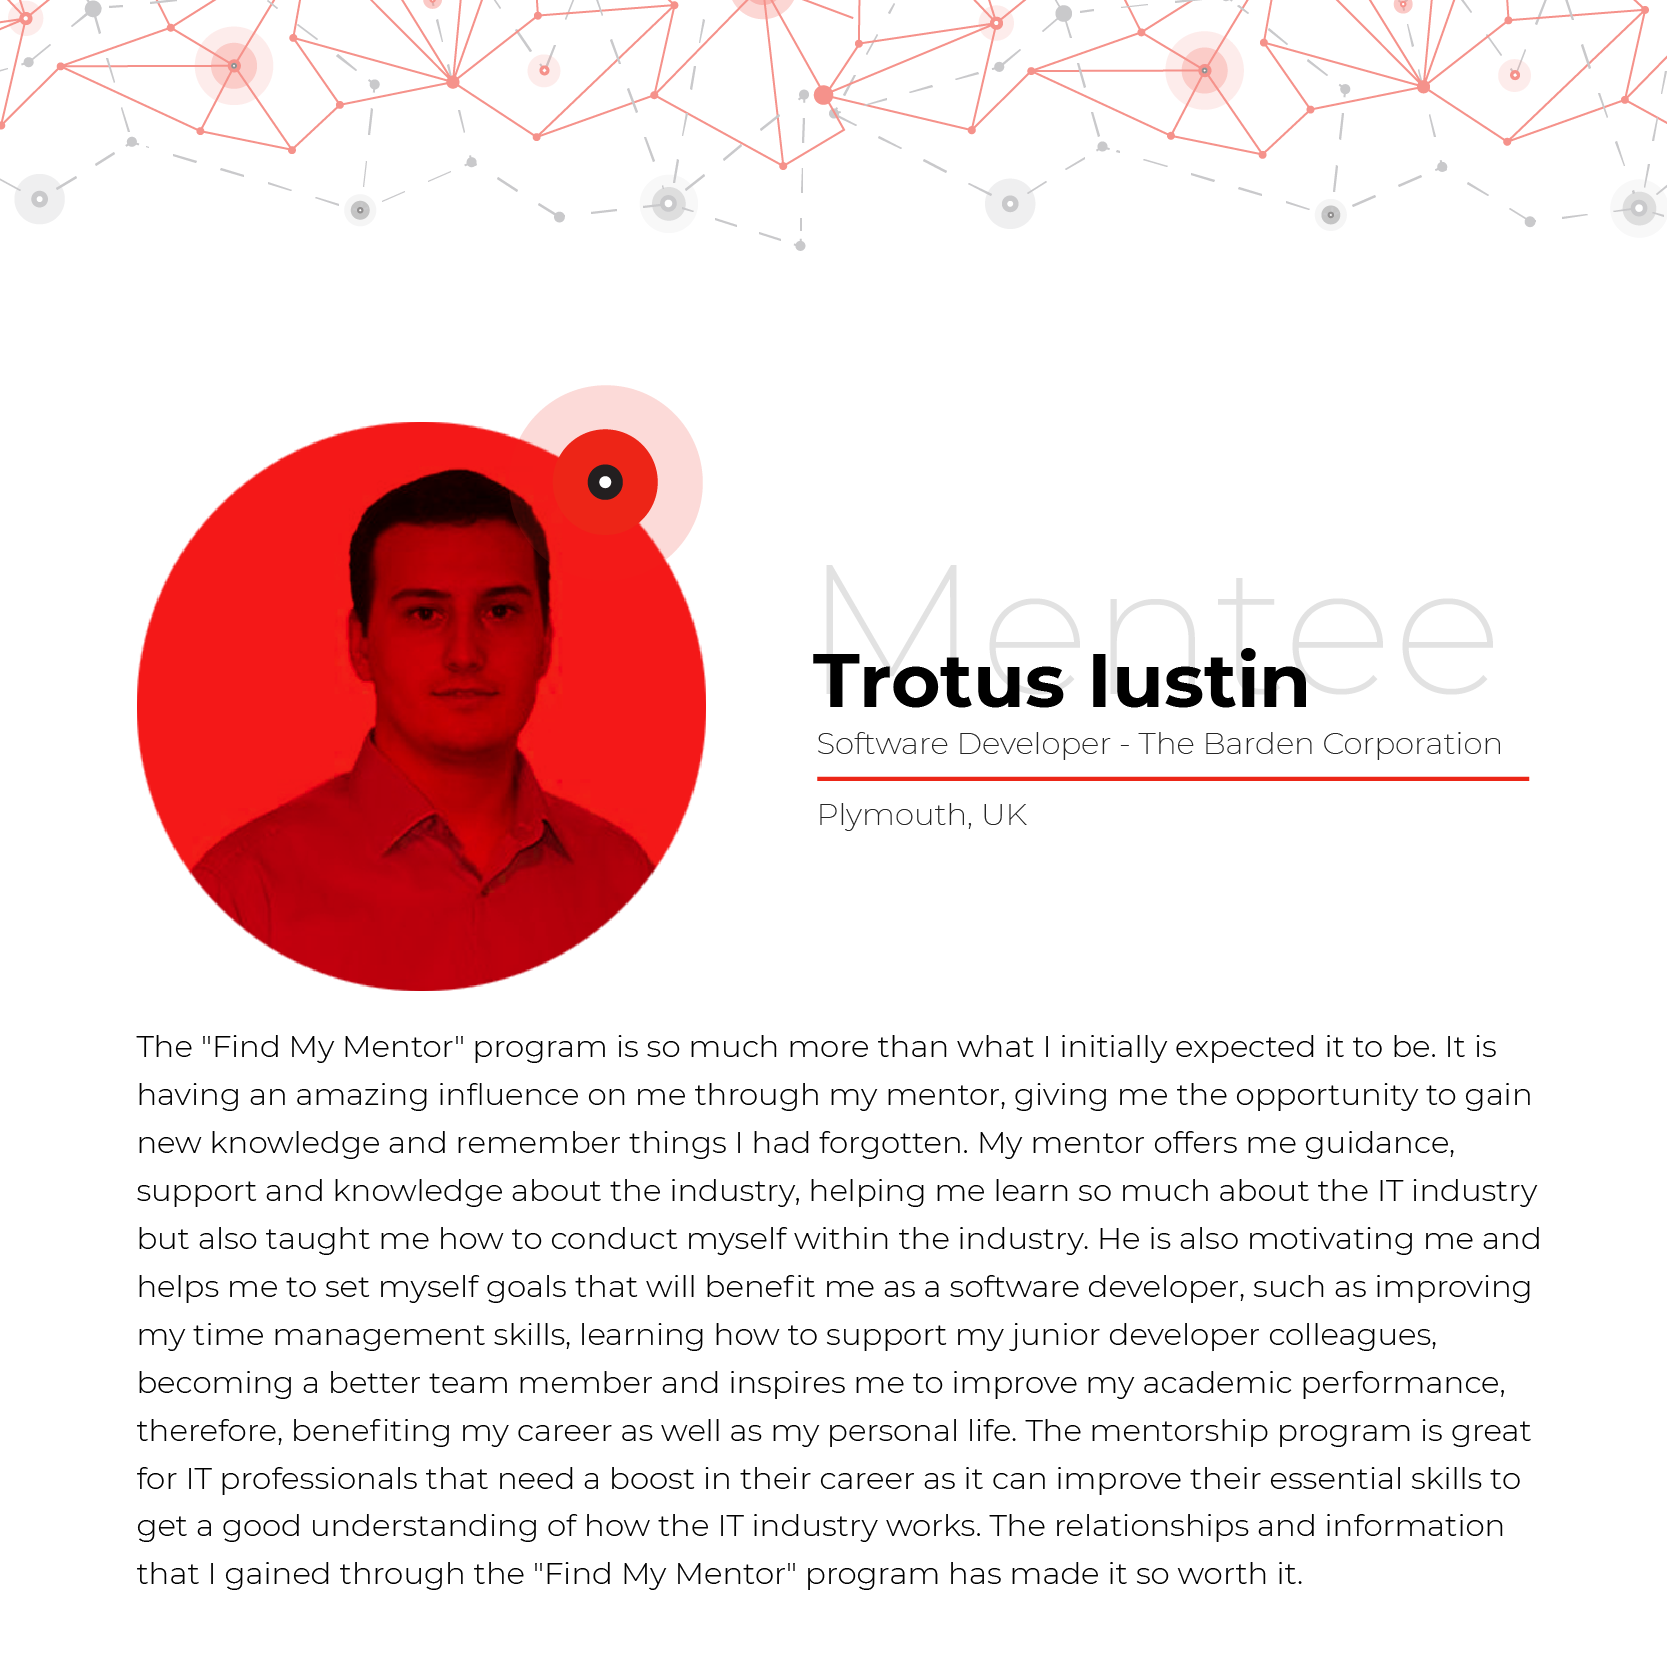 Mentee
Trotus Iustin
Software Developer - The Barden Corporation
Plymouth, UK
The "Find My Mentor" program is so much more than what I initially expected it to be. It is
having an amazing influence on me through my mentor, giving me the opportunity to gain
new knowledge and remember things I had forgotten. My mentor offers me guidance,
support and knowledge about the industry, helping me learn so much about the IT industry
but also taught me how to conduct myself within the industry. He is also motivating me and
helps me to set myself goals that will benefit me as a software developer, such as improving
my time management skills, learning how to support my junior developer colleagues,
becoming a better team member and inspires me to improve my academic performance,
therefore, benefiting my career as well as my personal life. The mentorship program is great
for IT professionals that need a boost in their career as it can improve their essential skills to
get a good understanding of how the IT industry works. The relationships and information
that I gained through the "Find My Mentor" program has made it so worth it.